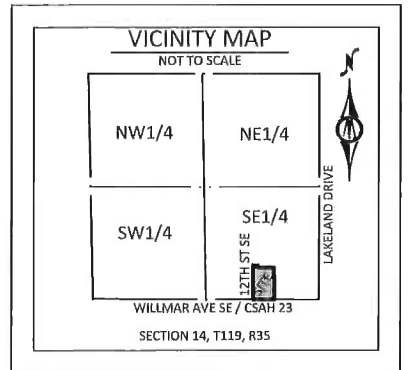 VICINITY MAP
NOT TO SCALE
N
NW1/4
NE1/4
SW1/4
SE1/4
12TH ST SE
LAKELAND DRIVE
WILLMAR AVE SE / CSAH 23
SECTION 14, T119, R35